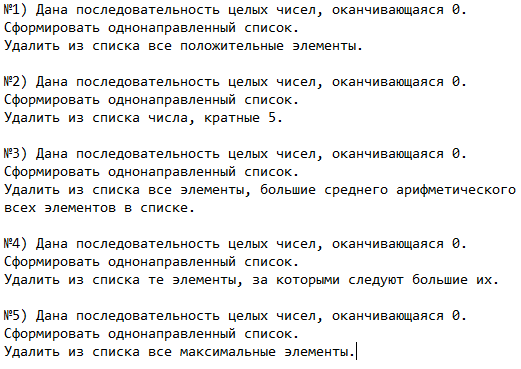 №1) Дана последовательность целых чисел, оканчивающаяся 0.
Сформировать однонаправленный список.
Удалить из списка все положительные элементы.
№2) Дана последовательность целых чисел, оканчивающаяся 0.
Сформировать однонаправленный список.
Удалить из списка числа, кратные 5.
№3) Дана последовательность целых чисел, оканчивающаяся 0.
Сформировать однонаправленный список.
Удалить из списка все элементы, большие среднего арифметического
всех элементов в списке.
№4) Дана последовательность целых чисел, оканчивающаяся 0.
Сформировать однонаправленный список.
Удалить из списка те элементы, за которыми следуют большие их.
№5) Дана последовательность целых чисел, оканчивающаяся 0.
Сформировать однонаправленный список.
Удалить из списка все максимальные элементы.